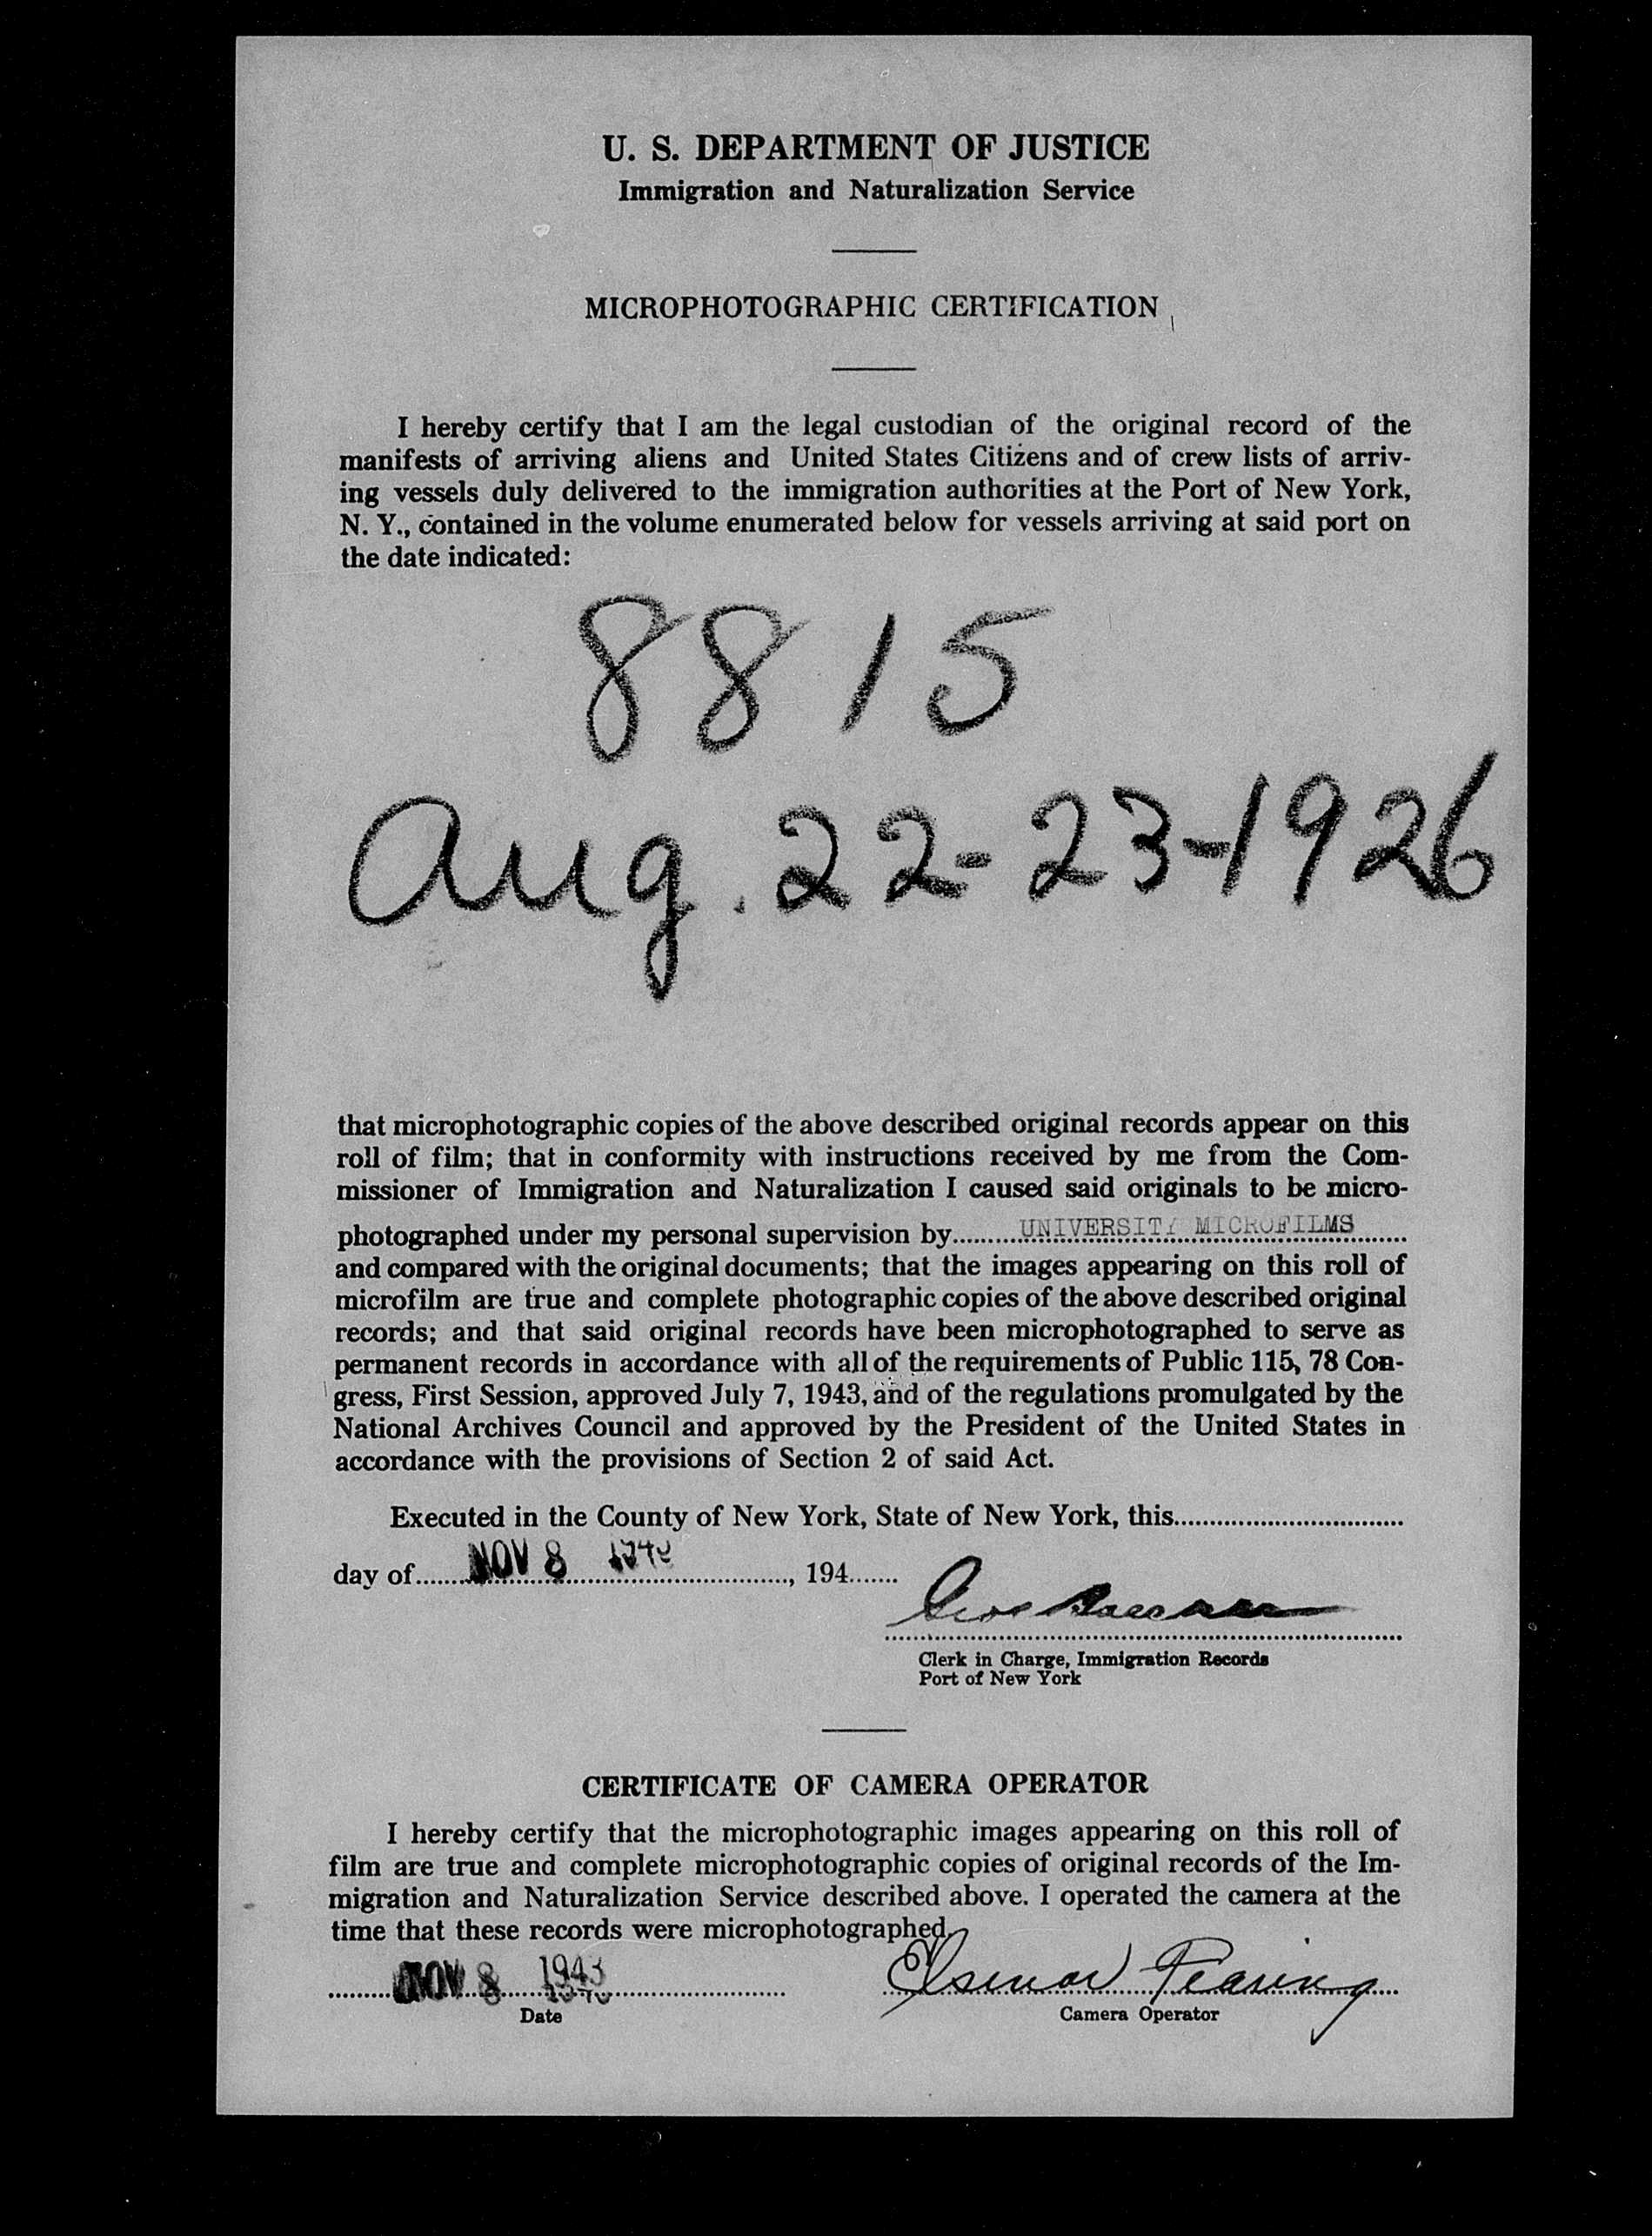 U. S. DEPARTMENT OF JUSTICE
Immigration and Naturalization Service
MICROPHOTOGRAPHIC CERTIFICATION
I hereby certify that I am the legal custodian of the original record of the
manifests of arriving aliens and United States Citizens and of crew lists of arriv-
ing vessels duly delivered to the immigration authorities at the Port of New York,
N. Y., contained in the volume enumerated below for vessels arriving at said port on
the date indicated:
8815
Aug. 22-23-1926
that microphotographic copies of the above described original records appear on this
roll of film; that in conformity with instructions received by me from the Com-
missioner of Immigration and Naturalization I caused said originals to be micro-
photographed under my personal supervision by UNIVERSITY MICROFILMS
and compared with the original documents; that the images appearing on this roll of
microfilm are true and complete photographic copies of the above described original
records; and that said original records have been microphotographed to serve as
permanent records in accordance with all of the requirements of Public 115, 78 Con-
gress, First Session, approved July 7, 1943, and of the regulations promulgated by the
National Archives Council and approved by the President of the United States in
accordance with the provisions of Section 2 of said Act.
Executed in the County of New York, State of New York, this
day of NOV 8, 194
Clerk in Charge, Immigration Records
Port of New York
CERTIFICATE OF CAMERA OPERATOR
I hereby certify that the microphotographic images appearing on this roll of
film are true and complete microphotographic copies of original records of the Im-
migration and Naturalization Service described above. I operated the camera at the
time that these records were microphotographed.
NOV 8 1943
Date
Camera Operator